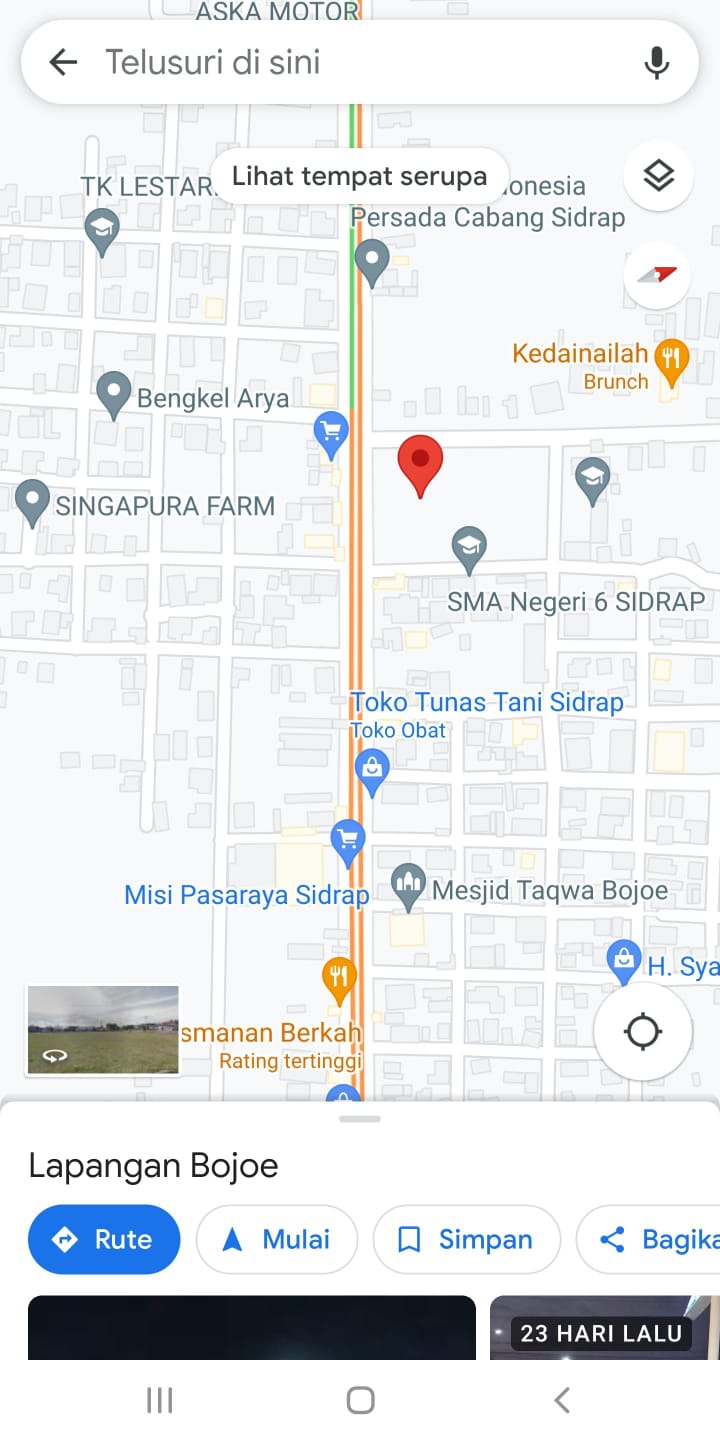 ASKA MOTOR
Telusuri di sini
TK LESTAR
Lihat tempat serupa
onesia
Persada Cabang Sidrap
Kedainailah
Brunch
Bengkel Arya
SINGAPURA FARM
SMA Negeri 6 SIDRAP
Toko Tunas Tani Sidrap
Toko Obat
Misi Pasaraya Sidrap
Mesjid Taqwa Bojoe
H. Sya
smanan Berkah
Rating tertinggi
Lapangan Bojoe
Rute
Mulai
Simpan
Bagika
23 HARI LALU